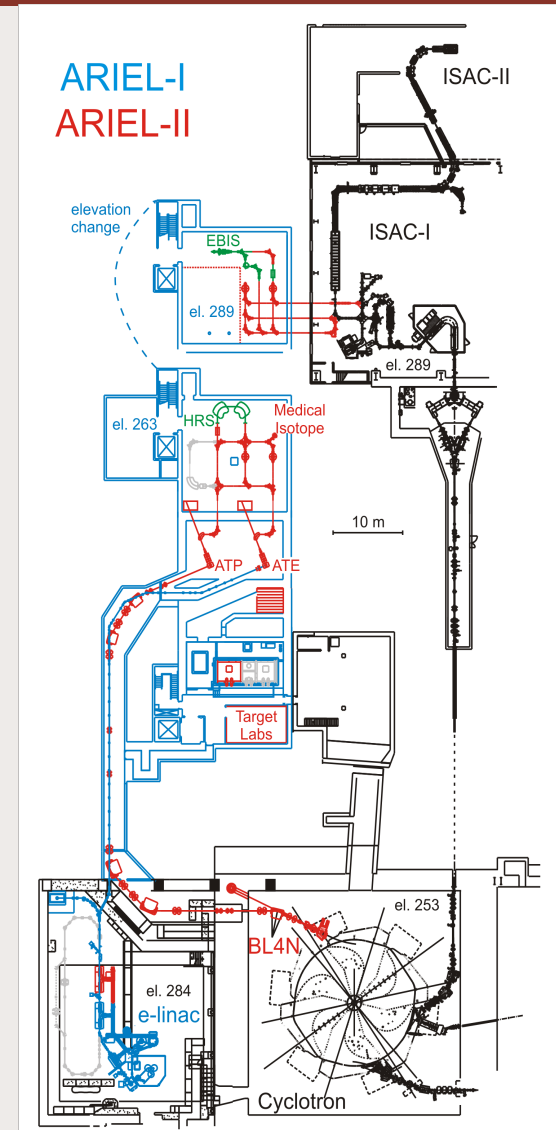 ARIEL-I
ARIEL-II
ISAC-II
elevation
change
EBIS
ISAC-I
el. 289
el. 289
el. 263
HRS
Medical
Isotope
10 m
ATP
ATE
Target
Labs
el. 253
BL4N
el. 284
e-linac
Cyclotron